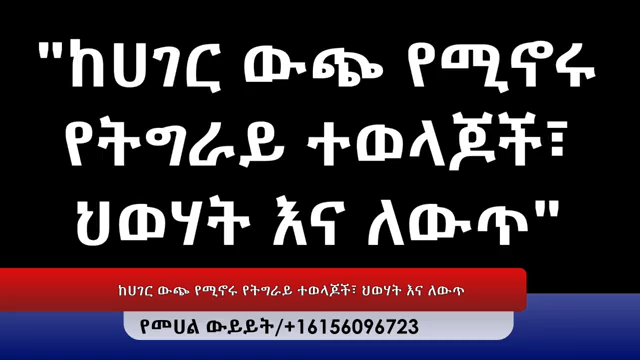 "ከሀገር ውጭ የሚኖሩ
የትግራይ ተወላጆች፣
ህወሃት እና ለውጥ"
ከሀገር ውጭ የሚኖሩ የትግራይ ተወላጆች፣ ህወሃት እና ለውጥ
የመሀል ውይይት/+16156096723